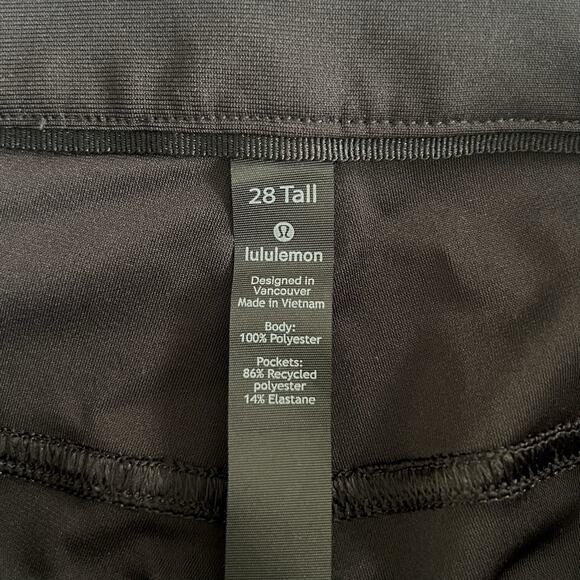 28 Tall
lululemon
Designed in
Vancouver
Made in Vietnam
Body:
100% Polyester
Pockets:
86% Recycled
polyester
14% Elastane